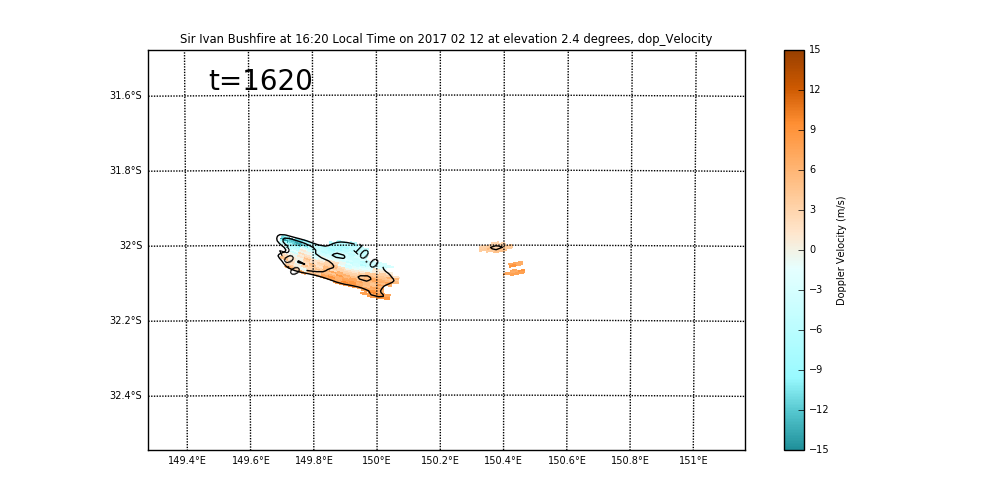 Sir Ivan Bushfire at 16:20 Local Time on 2017 02 12 at elevation 2.4 degrees, dop_Velocity
t=1620
31.6°S
31.8°S
32°S
32.2°S
32.4°S
149.4°E 149.6°E 149.8°E 150°E 150.2°E 150.4°E 150.6°E 150.8°E 151°E
10.0
15
12
9
6
3
0
−3
−6
−9
−12
−15
Doppler Velocity (m/s)